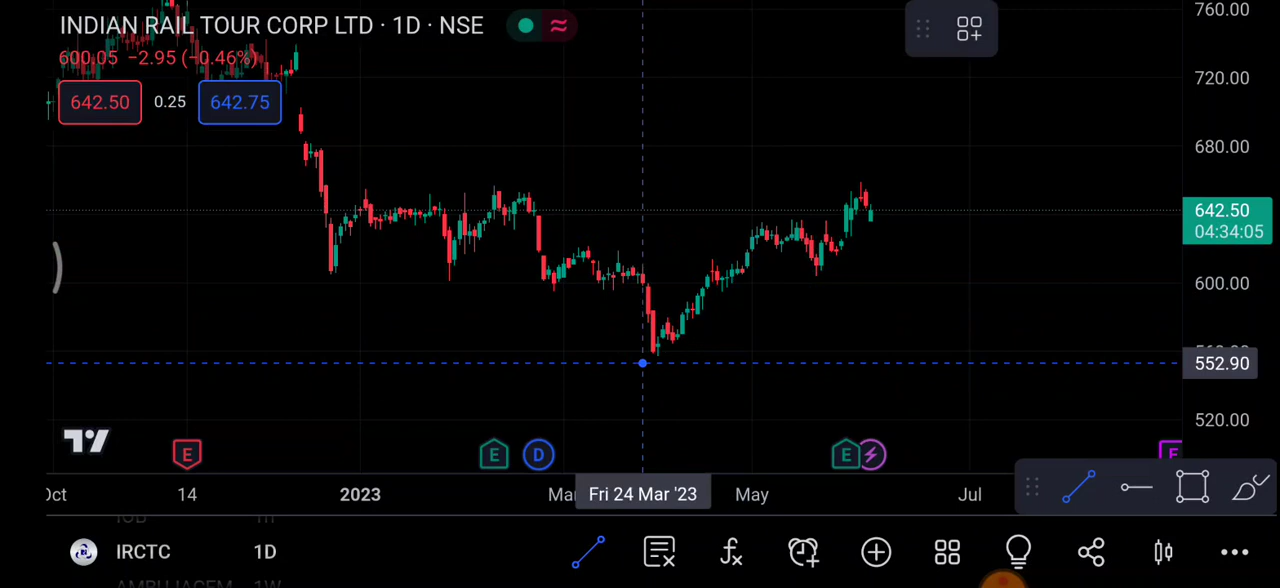 INDIAN RAIL TOUR CORP LTD · 1D · NSE
600.05 −2.95 (−0.46%)
642.50 0.25 642.75
760.00
720.00
680.00
642.50
04:34:05
600.00
552.90
520.00
E E D E
Oct 14 2023 Fri 24 Mar '23 May Jul
IRCTC 1D
AMBUJACEM 1W